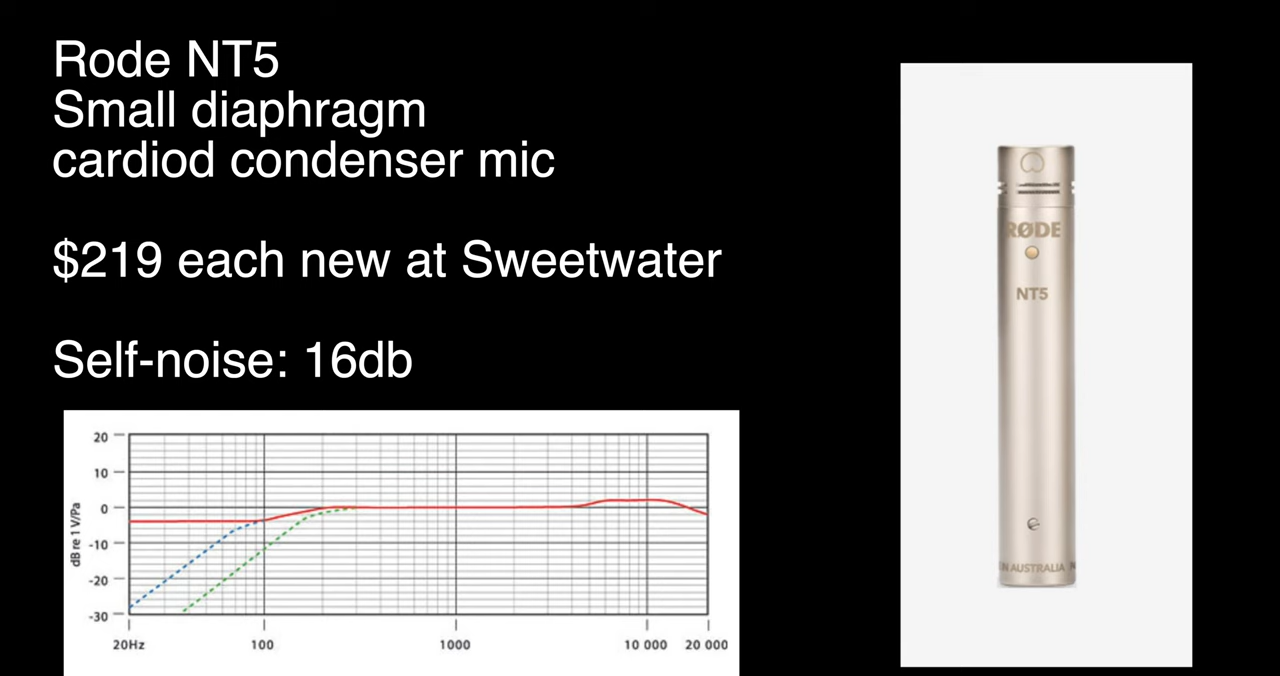 Rode NT5
Small diaphragm
cardiod condenser mic
$219 each new at Sweetwater
Self-noise: 16db
20
10
0
-10
-20
-30
dB re 1 V/Pa
20Hz 100 1000 10 000 20 000
RØDE
NT5
N AUSTRALIA